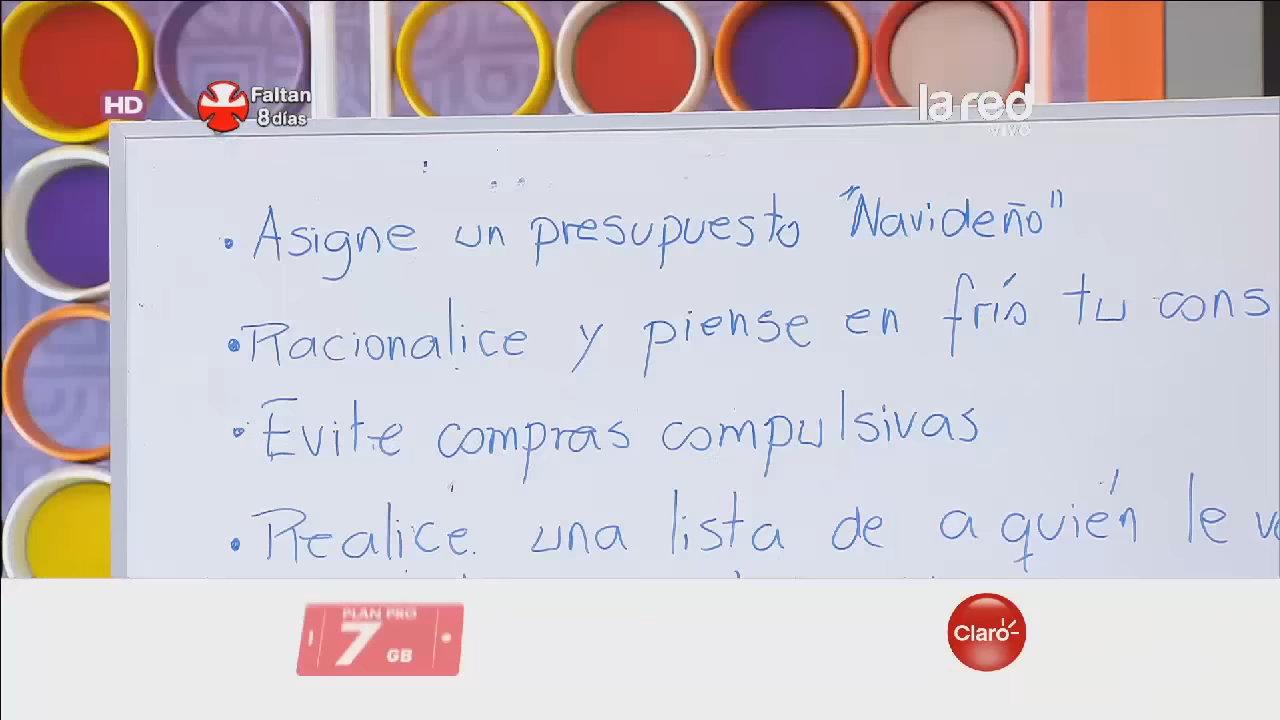 HD
Faltan
8 días
la red
VIVO
• Asigne un presupuesto "Navideño"
• Racionalice y piense en frío tu cons
• Evite compras compulsivas
• Realice una lista de a quién le v
PLAN PRO
7 GB
Claro